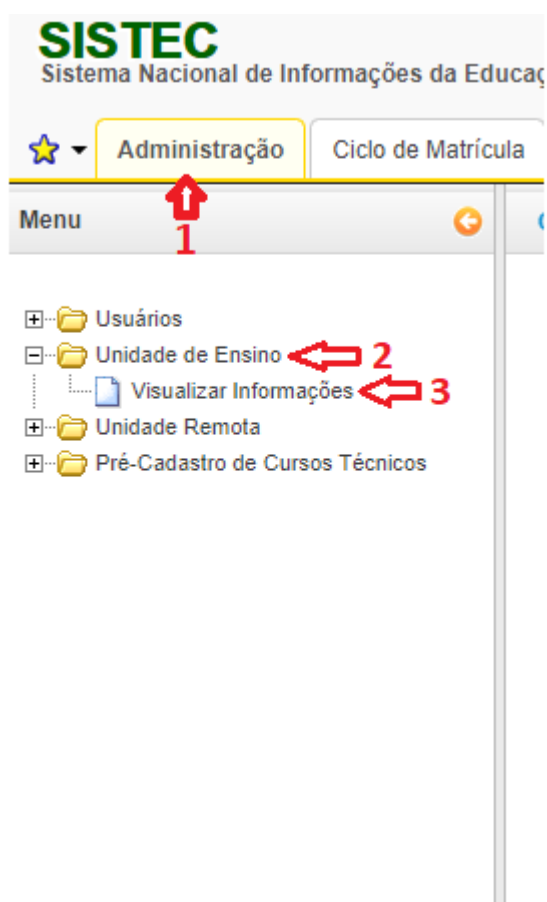 SISTEC
Sistema Nacional de Informações da Educaç
Administração Ciclo de Matrícula
1
Menu
Usuários
Unidade de Ensino 2
Visualizar Informações 3
Unidade Remota
Pré-Cadastro de Cursos Técnicos